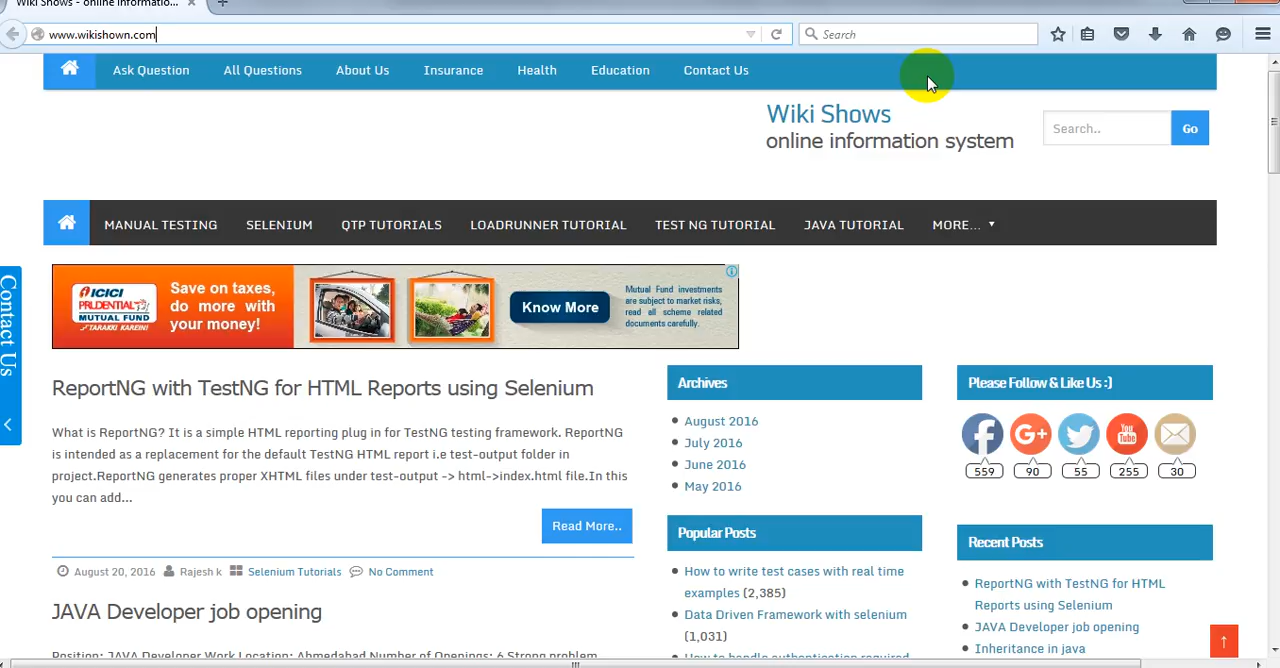 Wiki Shows - online informatio...
www.wikishown.com
Search
Ask Question
All Questions
About Us
Insurance
Health
Education
Contact Us
Wiki Shows
online information system
Search..
Go
MANUAL TESTING
SELENIUM
QTP TUTORIALS
LOADRUNNER TUTORIAL
TEST NG TUTORIAL
JAVA TUTORIAL
MORE...
Contact Us
ICICI
PRUDENTIAL
MUTUAL FUND
TARAKKI KAREIN!
Save on taxes,
do more with
your money!
Know More
Mutual Fund investments
are subject to market risks,
read all scheme related
documents carefully.
ReportNG with TestNG for HTML Reports using Selenium
What is ReportNG? It is a simple HTML reporting plug in for TestNG testing framework. ReportNG
is intended as a replacement for the default TestNG HTML report i.e test-output folder in
project.ReportNG generates proper XHTML files under test-output -> html->index.html file.In this
you can add...
Read More..
August 20, 2016 Rajesh k Selenium Tutorials No Comment
JAVA Developer job opening
Position: JAVA Developer Work Location: Ahmedabad Number of Openings: 6 Strong problem
Archives
August 2016
July 2016
June 2016
May 2016
Popular Posts
How to write test cases with real time
examples (2,385)
Data Driven Framework with selenium
(1,031)
How to handle authentication required
Please Follow & Like Us :)
f
G+
You
Tube
559
90
55
255
30
Recent Posts
ReportNG with TestNG for HTML
Reports using Selenium
JAVA Developer job opening
Inheritance in java